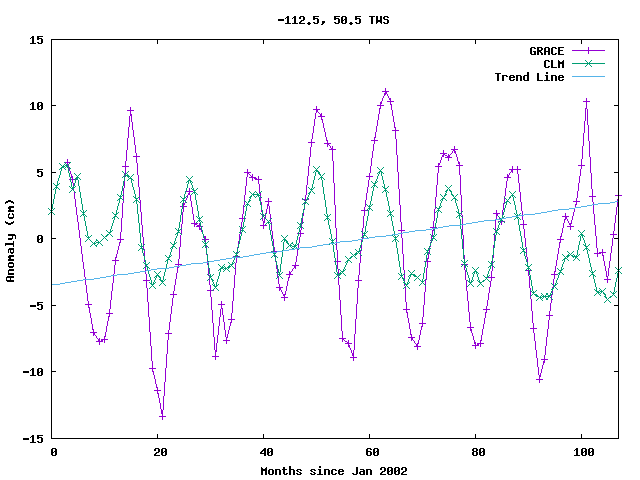 -112.5, 50.5 TWS
GRACE
CLM
Trend Line
15
10
5
0
-5
-10
-15
Anomaly (cm)
0 20 40 60 80 100
Months since Jan 2002